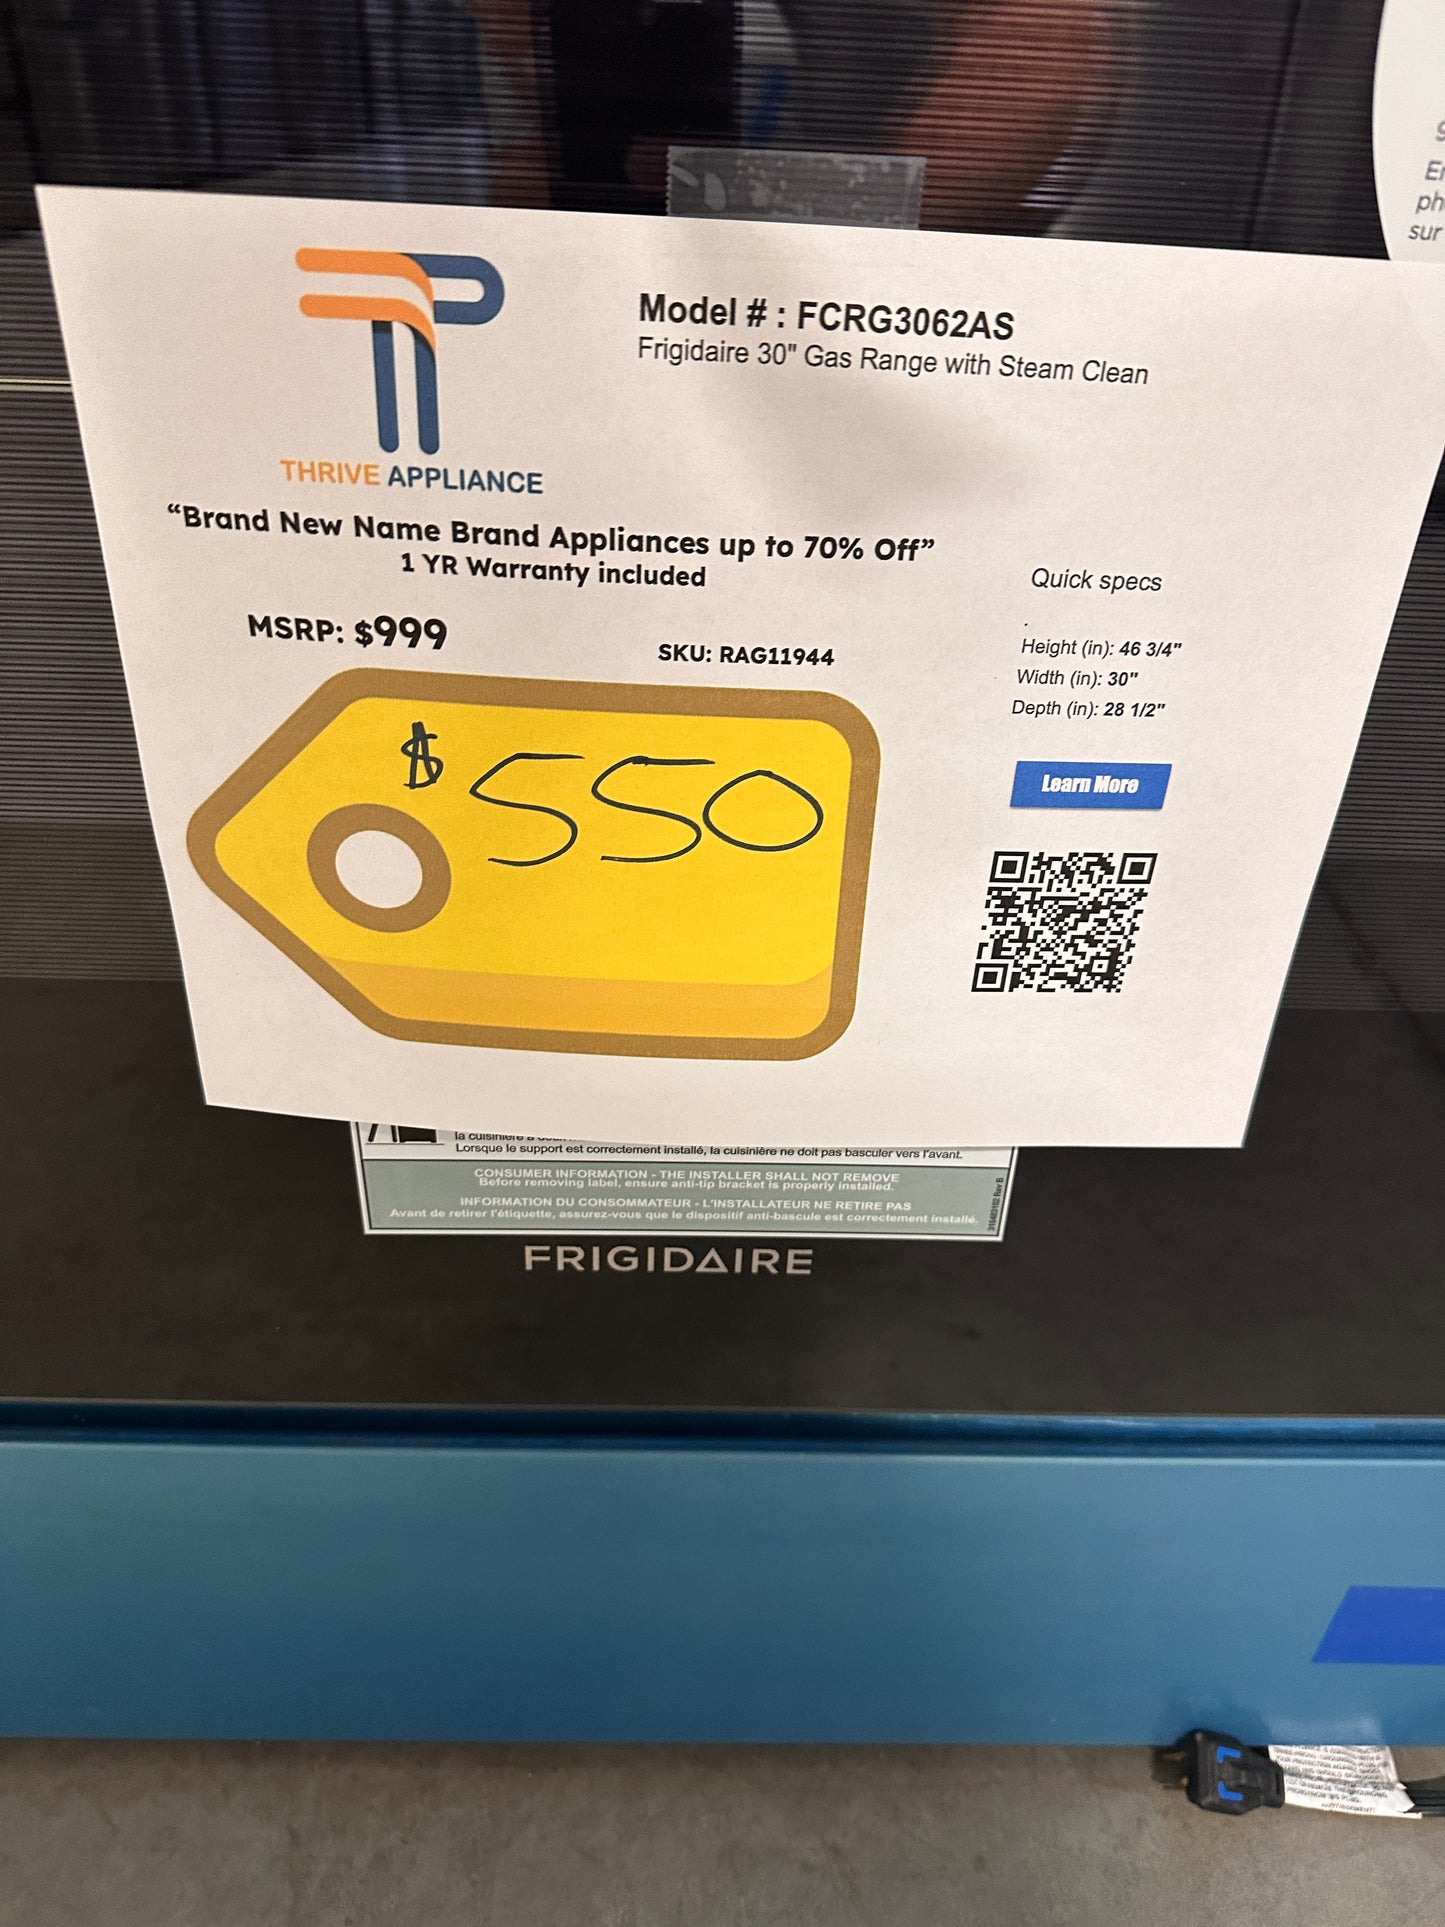 Model # : FCRG3062AS
Frigidaire 30" Gas Range with Steam Clean
THRIVE APPLIANCE
“Brand New Name Brand Appliances up to 70% Off”
1 YR Warranty included
MSRP: $999
SKU: RAG11944
$550
Quick specs
.
Height (in): 46 3/4"
Width (in): 30"
Depth (in): 28 1/2"
Learn More
Lorsque le support est correctement installé, la cuisinière ne doit pas basculer vers l'avant.
CONSUMER INFORMATION - THE INSTALLER SHALL NOT REMOVE
Before removing label, ensure anti-tip bracket is properly installed.
INFORMATION DU CONSOMMATEUR - L'INSTALLATEUR NE RETIRE PAS
Avant de retirer l'étiquette, assurez-vous que le dispositif anti-bascule est correctement installé.
FRIGIDAIRE
sur